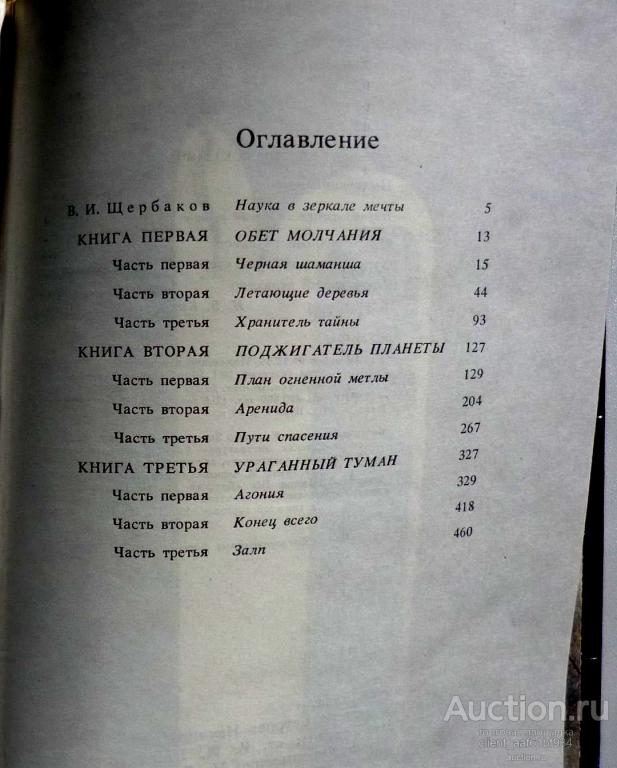 Оглавление
В. И. Щербаков Наука в зеркале мечты 5
КНИГА ПЕРВАЯ ОБЕТ МОЛЧАНИЯ 13
Часть первая Черная шаманша 15
Часть вторая Летающие деревья 44
Часть третья Хранитель тайны 93
КНИГА ВТОРАЯ ПОДЖИГАТЕЛЬ ПЛАНЕТЫ 127
Часть первая План огненной метлы 129
Часть вторая Аренида 204
Часть третья Пути спасения 267
КНИГА ТРЕТЬЯ УРАГАННЫЙ ТУМАН 327
Часть первая Агония 329
Часть вторая Конец всего 418
Часть третья Залп 460
Auction.ru
auction.ru